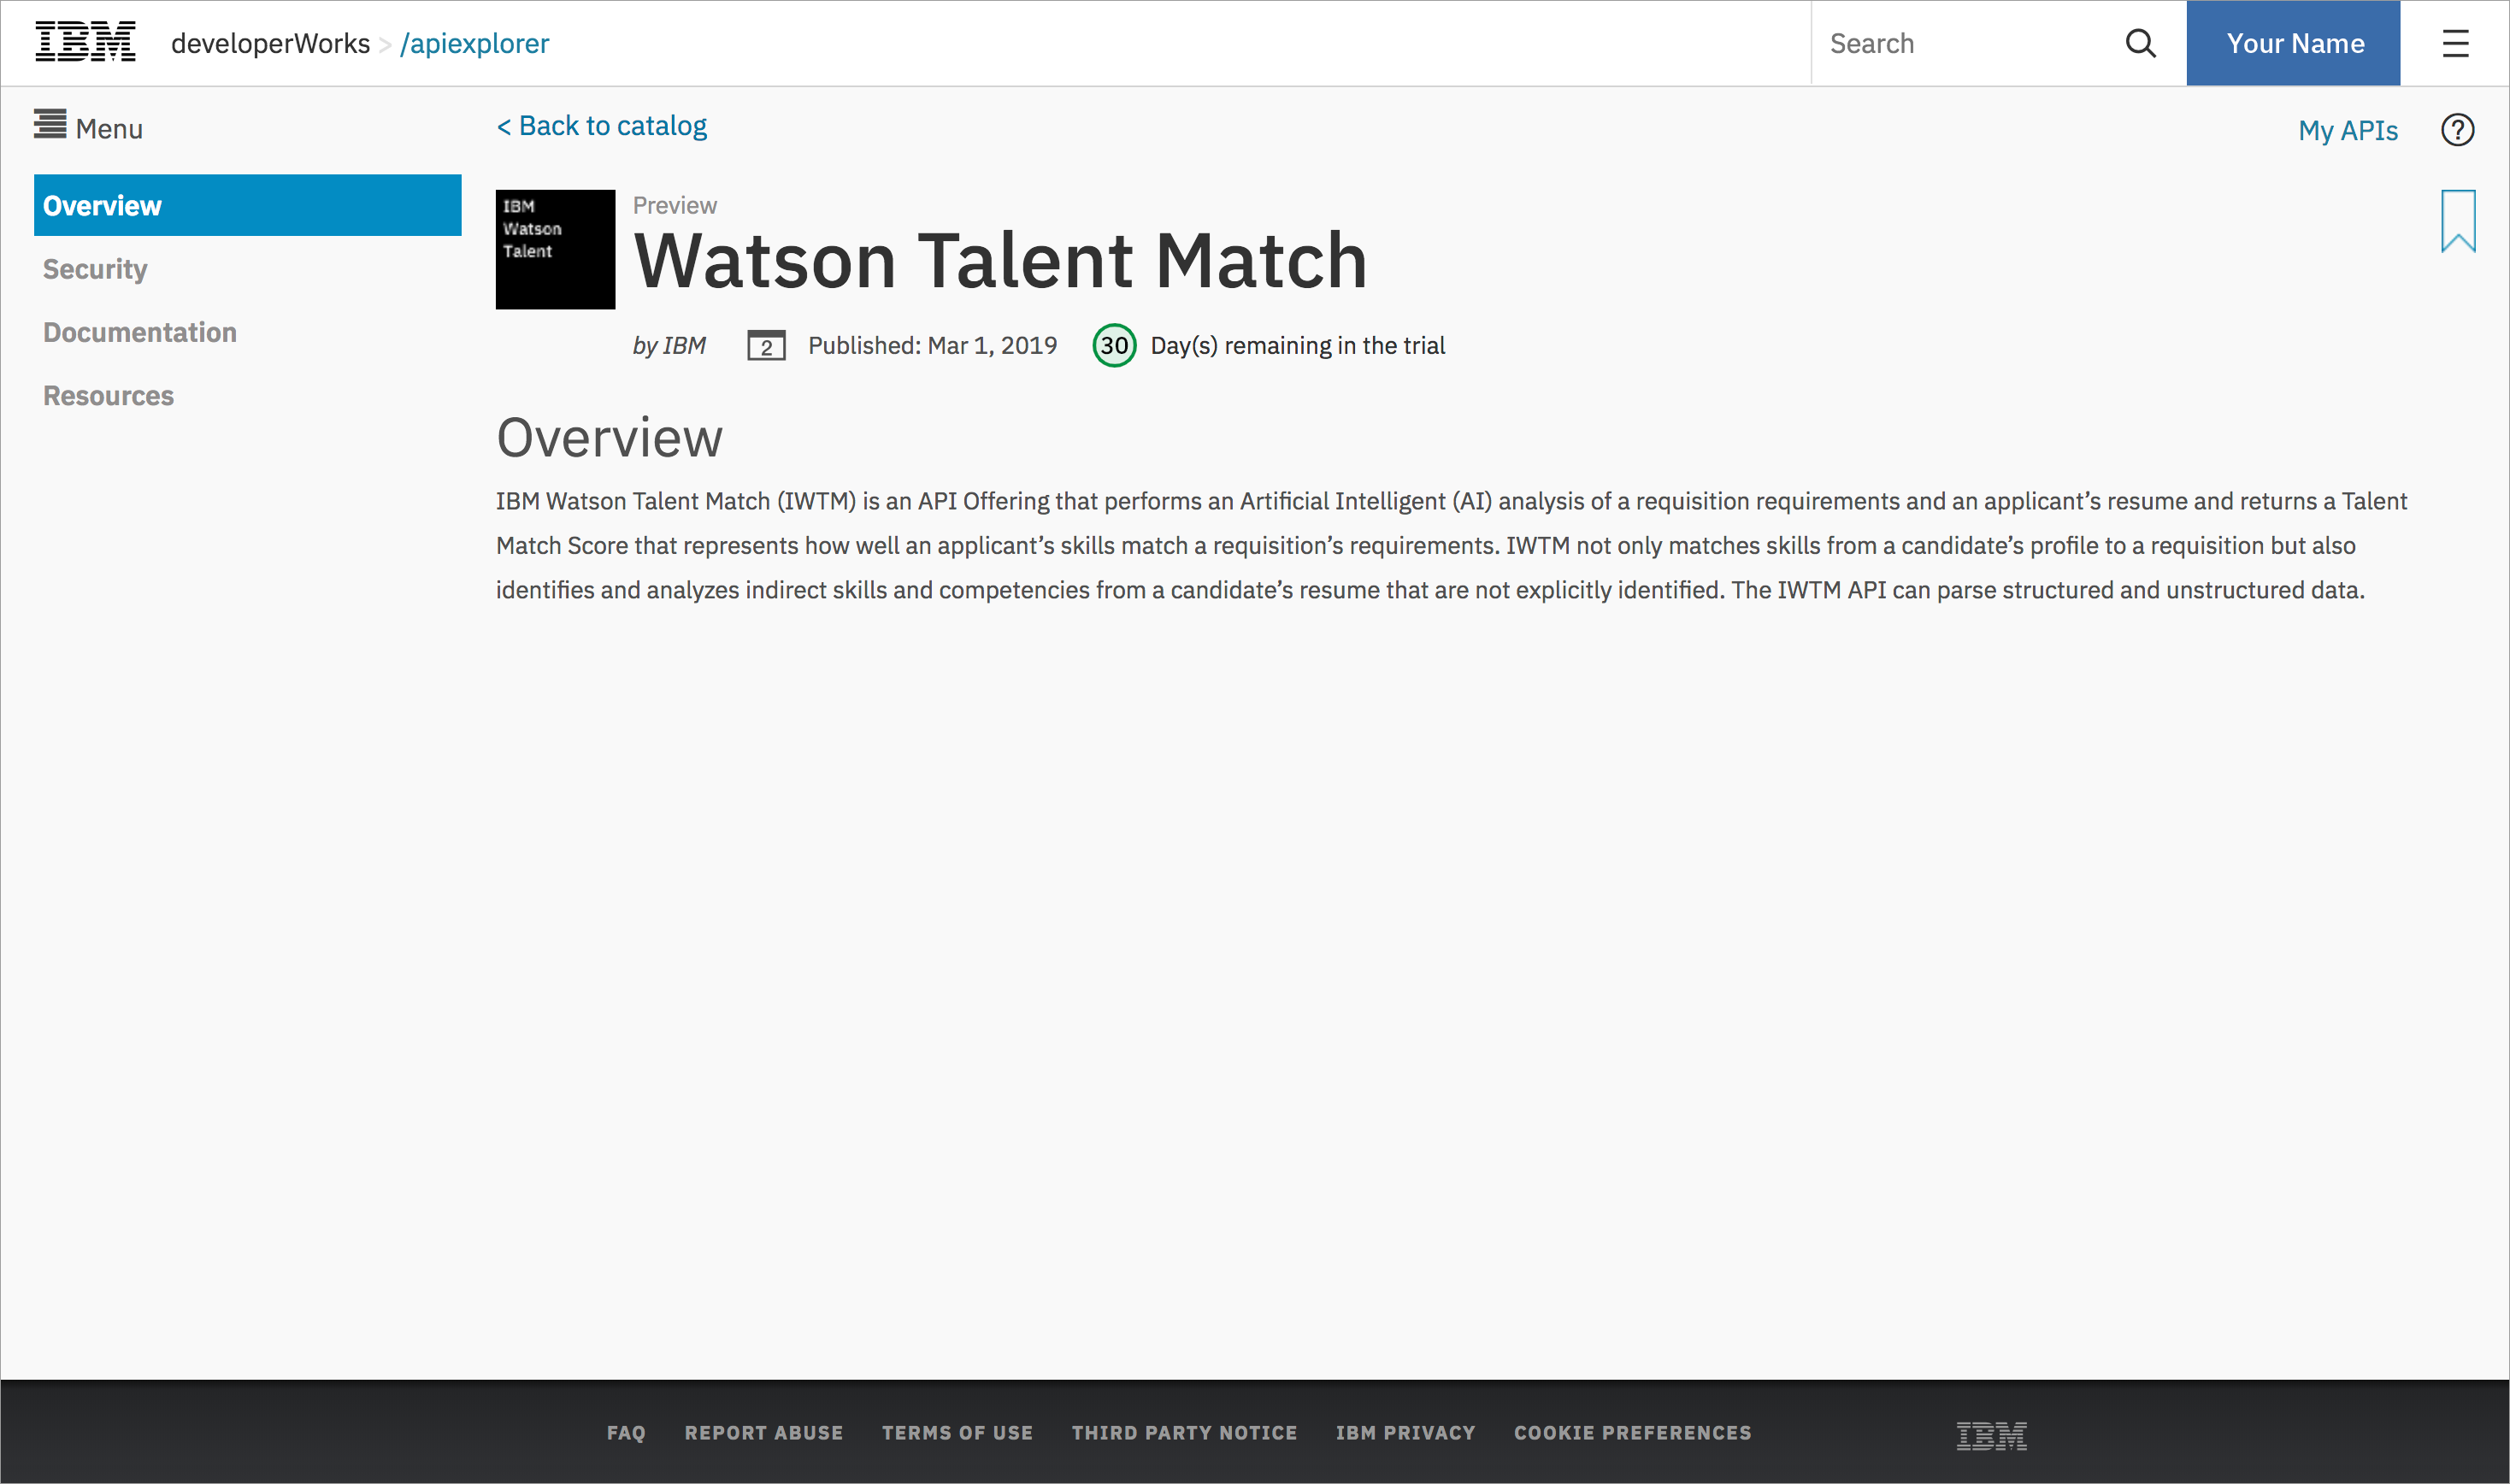 IBM developerWorks > /apiexplorer Search Your Name
Menu
< Back to catalog
My APIs ?
Overview
Security
Documentation
Resources
IBM
Watson
Talent
Preview
Watson Talent Match
by IBM 2 Published: Mar 1, 2019 30 Day(s) remaining in the trial
Overview
IBM Watson Talent Match (IWTM) is an API Offering that performs an Artificial Intelligent (AI) analysis of a requisition requirements and an applicant’s resume and returns a Talent
Match Score that represents how well an applicant’s skills match a requisition’s requirements. IWTM not only matches skills from a candidate’s profile to a requisition but also
identifies and analyzes indirect skills and competencies from a candidate’s resume that are not explicitly identified. The IWTM API can parse structured and unstructured data.
FAQ REPORT ABUSE TERMS OF USE THIRD PARTY NOTICE IBM PRIVACY COOKIE PREFERENCES IBM